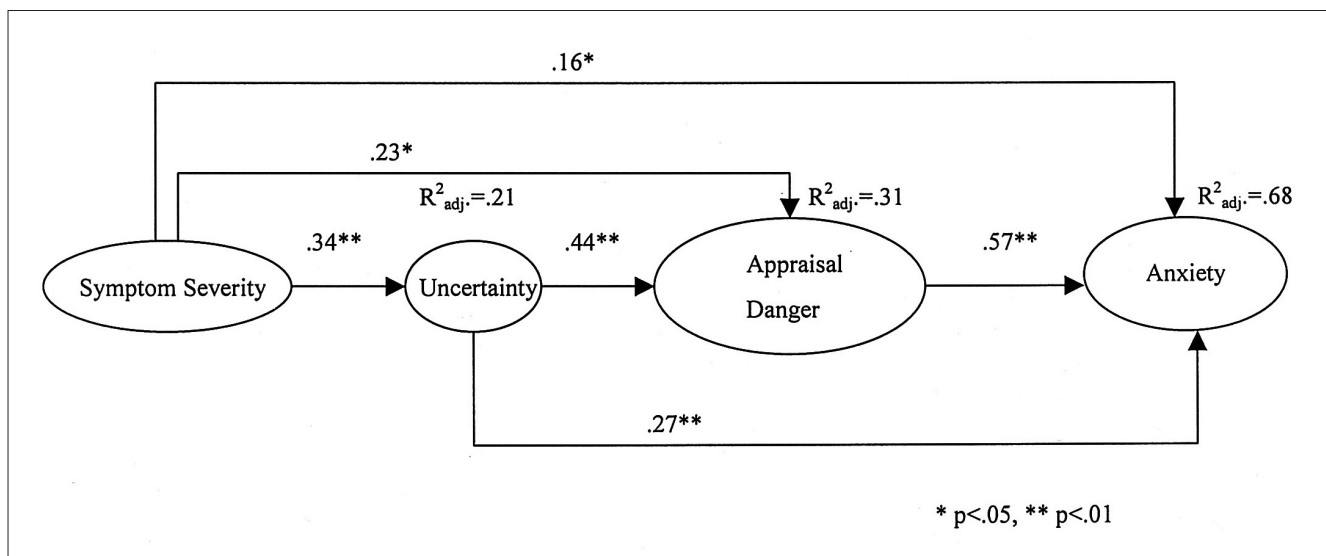 .16*
.23*
R²adj.=.21
R²adj.=.31
R²adj.=.68
.34**
.44**
.57**
Symptom Severity
Uncertainty
Appraisal
Danger
Anxiety
.27**
* p<.05, ** p<.01